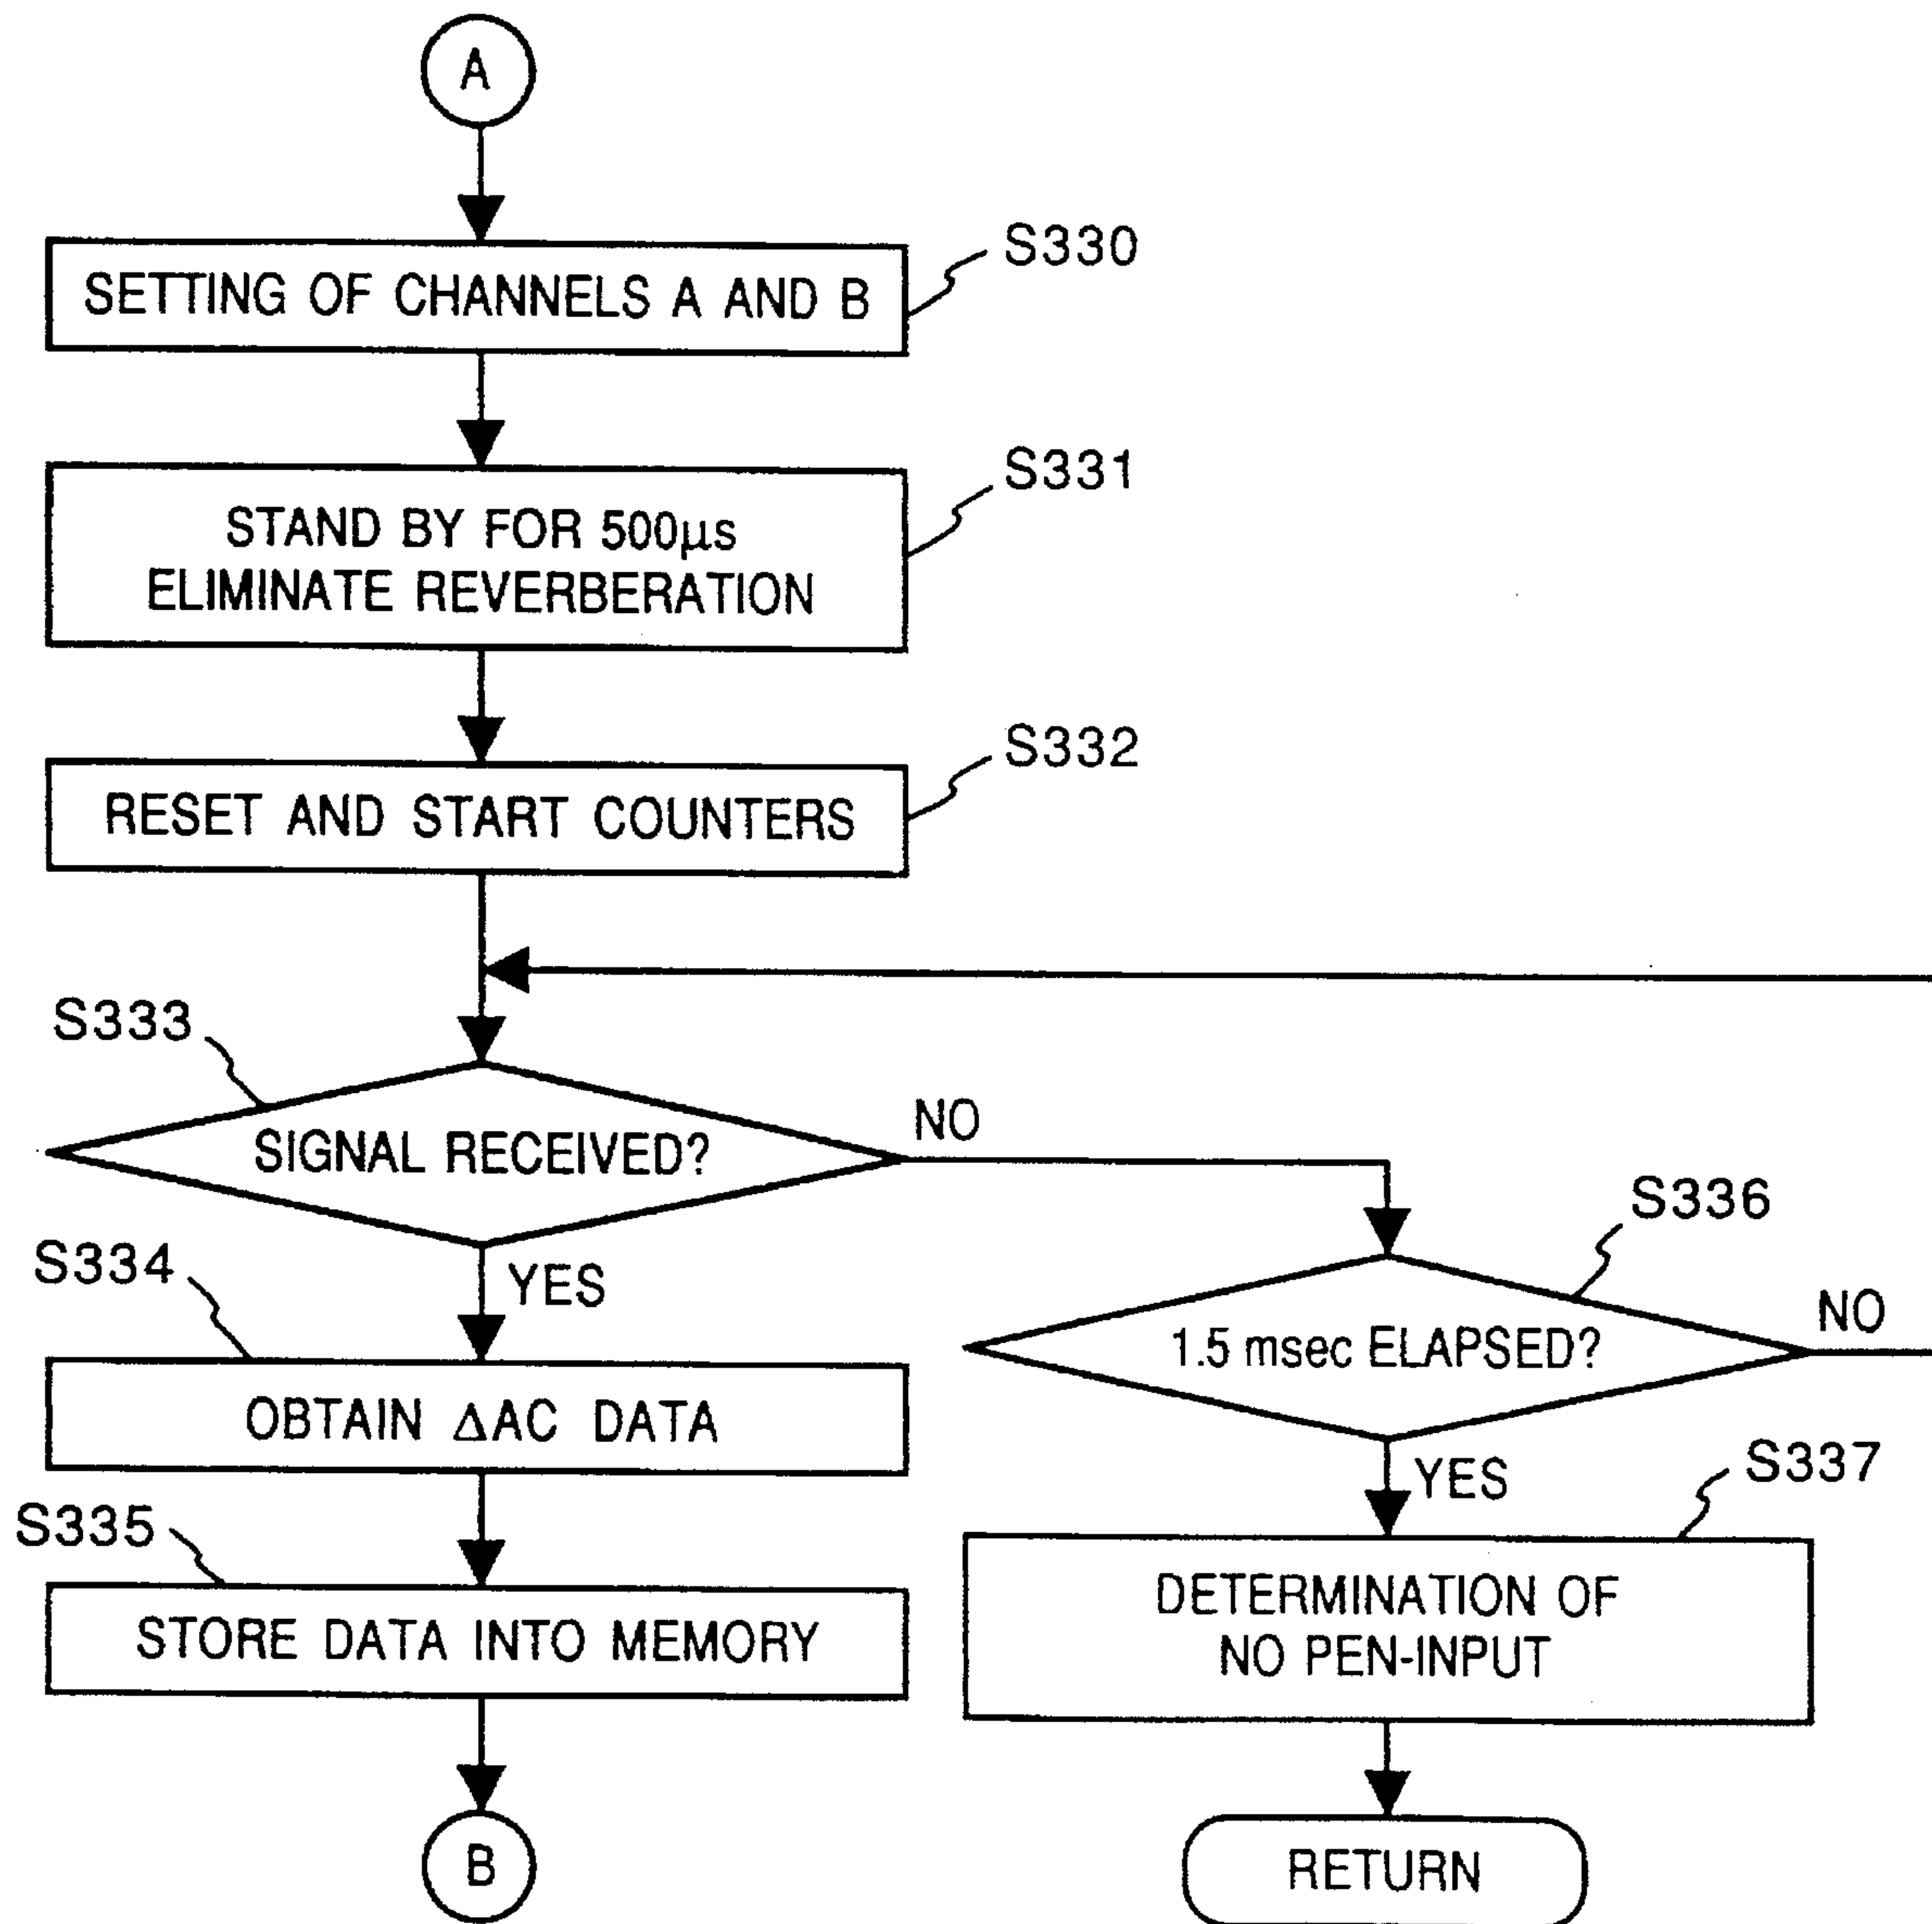 A
SETTING OF CHANNELS A AND B
S330
STAND BY FOR 500µs
ELIMINATE REVERBERATION
S331
RESET AND START COUNTERS
S332
S333
SIGNAL RECEIVED?
NO
YES
S334
OBTAIN ΔAC DATA
S335
STORE DATA INTO MEMORY
B
S336
1.5 msec ELAPSED?
NO
YES
S337
DETERMINATION OF
NO PEN-INPUT
RETURN